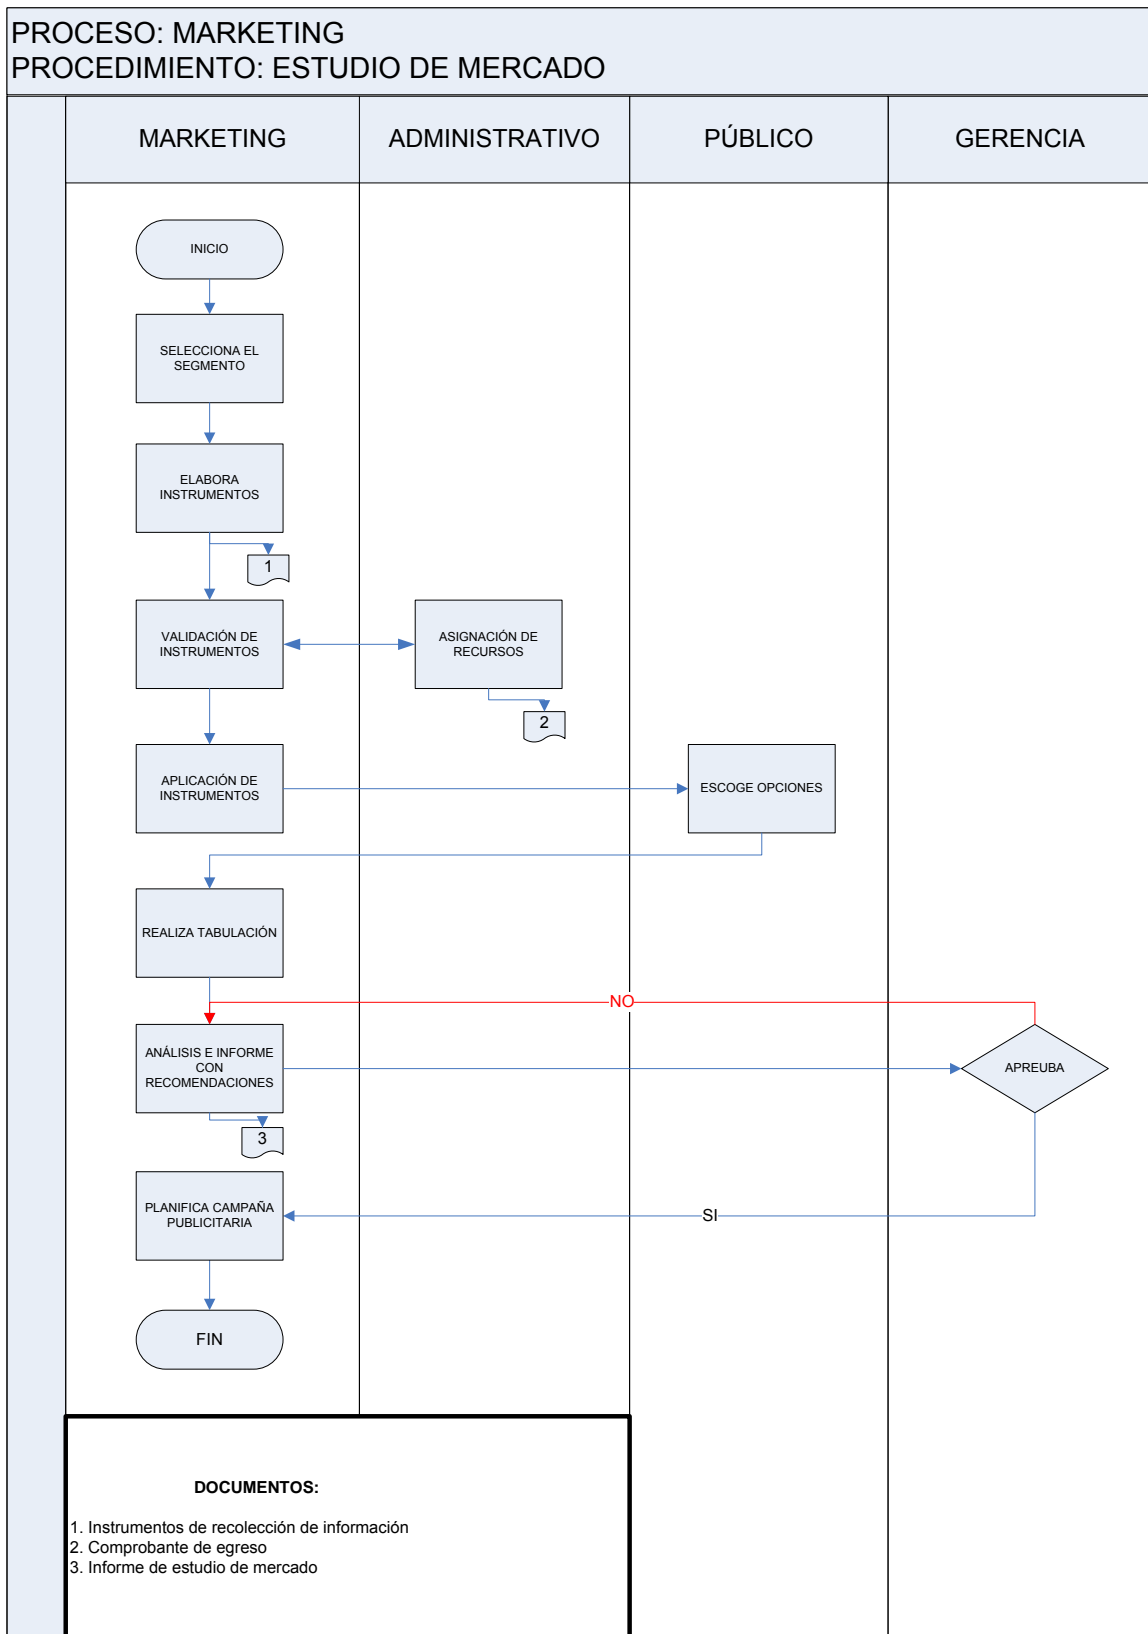 PROCESO: MARKETING
PROCEDIMIENTO: ESTUDIO DE MERCADO
MARKETING
ADMINISTRATIVO
PÚBLICO
GERENCIA
INICIO
SELECCIONA EL
SEGMENTO
ELABORA
INSTRUMENTOS
1
VALIDACIÓN DE
INSTRUMENTOS
ASIGNACIÓN DE
RECURSOS
2
APLICACIÓN DE
INSTRUMENTOS
ESCOGE OPCIONES
REALIZA TABULACIÓN
NO
ANÁLISIS E INFORME
CON
RECOMENDACIONES
APREUBA
3
PLANIFICA CAMPAÑA
PUBLICITARIA
SI
FIN
DOCUMENTOS:
1. Instrumentos de recolección de información
2. Comprobante de egreso
3. Informe de estudio de mercado